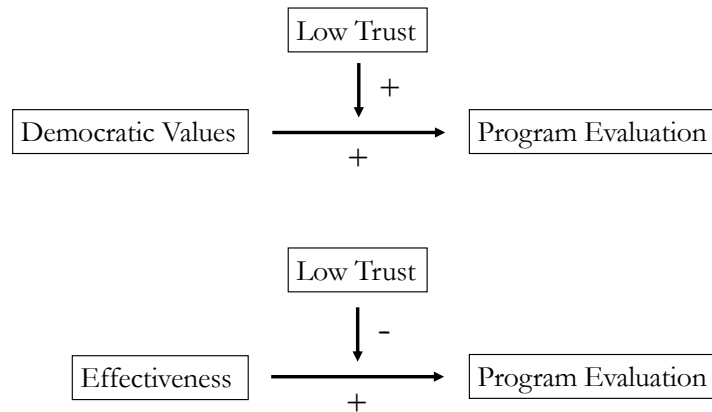 Low Trust
+
Democratic Values
Program Evaluation
+
Low Trust
-
Effectiveness
Program Evaluation
+